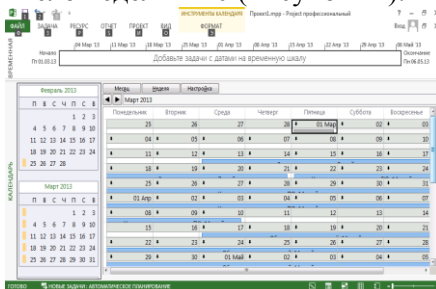 ИНСТРУМЕНТЫ КАЛЕНДАРЯ Проект1.mpp - Project профессиональный
ФАЙЛ ЗАДАЧА РЕСУРС ОТЧЕТ ПРОЕКТ ВИД ФОРМАТ Вход
ВРЕМЕННАЯ
04 Мар '13 11 Мар '13 18 Мар '13 25 Мар '13 01 Апр '13 08 Апр '13 15 Апр '13 22 Апр '13 29 Апр '13 06 Май '13
Начало
Пт 01.03.13
Добавьте задачи с датами на временную шкалу
Окончание
Пн 06.05.13
КАЛЕНДАРЬ
Февраль 2013
П В С Ч П С В
1 2 3
4 5 6 7 8 9 10
11 12 13 14 15 16 17
18 19 20 21 22 23 24
25 26 27 28
Март 2013
П В С Ч П С В
1 2 3
4 5 6 7 8 9 10
11 12 13 14 15 16 17
18 19 20 21 22 23 24
25 26 27 28 29 30 31
Месяц Неделя Настройка
Март 2013
Понедельник Вторник Среда Четверг Пятница Суббота Воскресенье
25 26 27 28 01 Мар 02 03
04 05 06 07 08 09 10
11 12 13 14 15 16 17
18 19 20 21 22 23 24
25 26 27 28 29 30 31
01 Апр 02 03 04 05 06 07
08 09 10 11 12 13 14
15 16 17 18 19 20 21
22 23 24 25 26 27 28
29 30 01 Май 02 03 04 05
ГОТОВО НОВЫЕ ЗАДАЧИ : АВТОМАТИЧЕСКОЕ ПЛАНИРОВАНИЕ